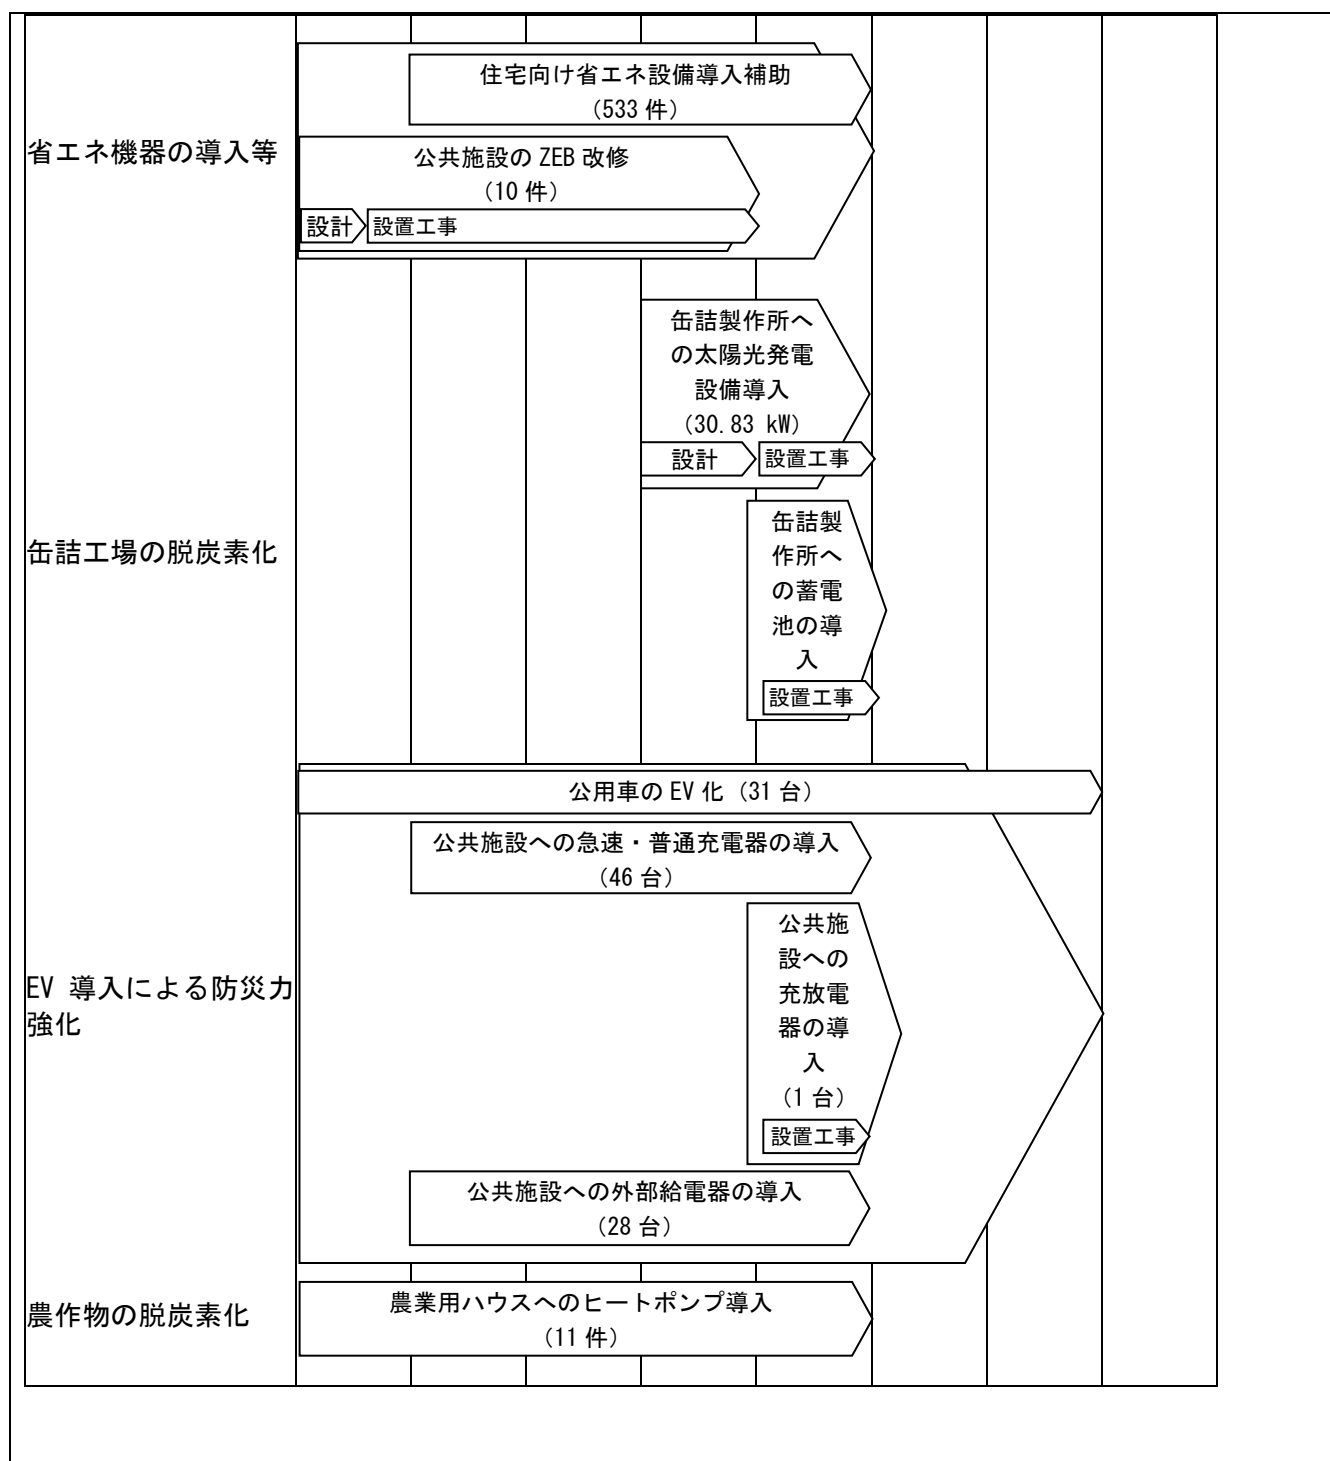 省エネ機器の導入等
住宅向け省エネ設備導入補助
（533 件）
公共施設の ZEB 改修
（10 件）
設計
設置工事
缶詰工場の脱炭素化
缶詰製作所へ
の太陽光発電
設備導入
（30.83 kW）
設計
設置工事
缶詰製
作所へ
の蓄電
池の導
入
設置工事
EV 導入による防災力
強化
公用車の EV 化（31 台）
公共施設への急速・普通充電器の導入
（46 台）
公共施
設への
充放電
器の導
入
（1 台）
設置工事
公共施設への外部給電器の導入
（28 台）
農作物の脱炭素化
農業用ハウスへのヒートポンプ導入
（11 件）